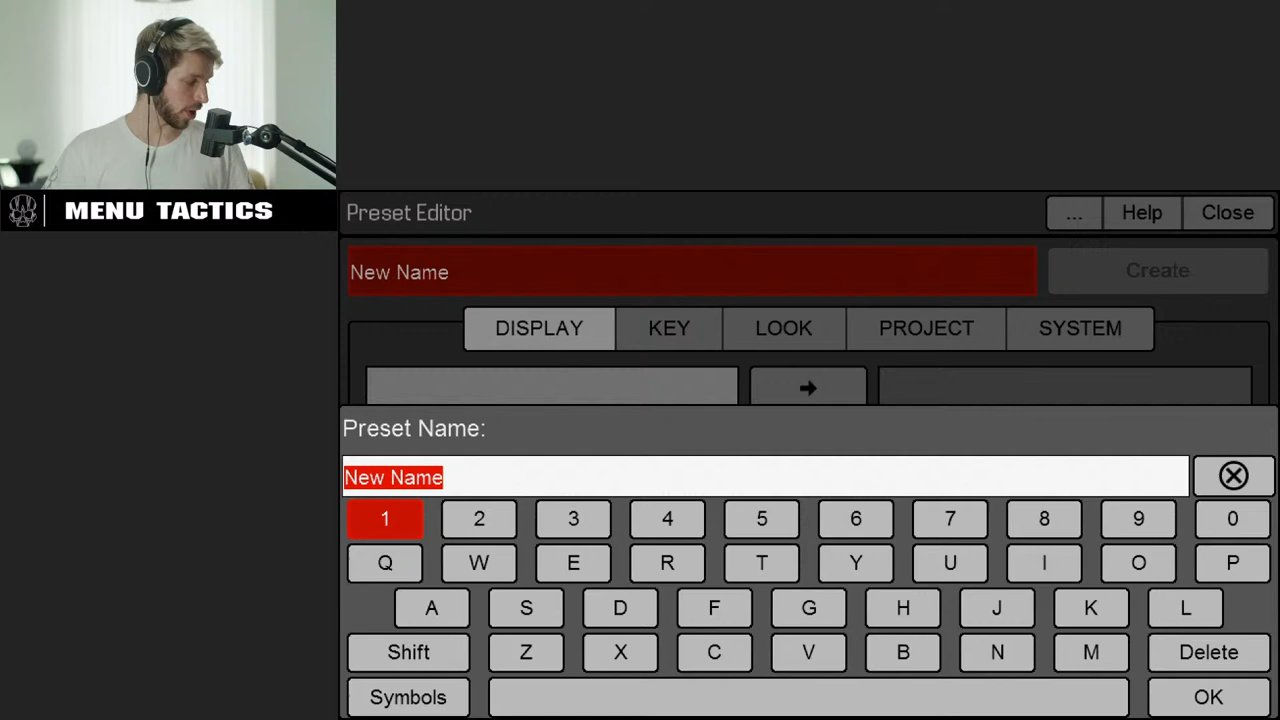 MENU TACTICS
Preset Editor
... Help Close
New Name Create
DISPLAY KEY LOOK PROJECT SYSTEM
Preset Name:
New Name
1 2 3 4 5 6 7 8 9 0
Q W E R T Y U I O P
A S D F G H J K L
Shift Z X C V B N M Delete
Symbols OK